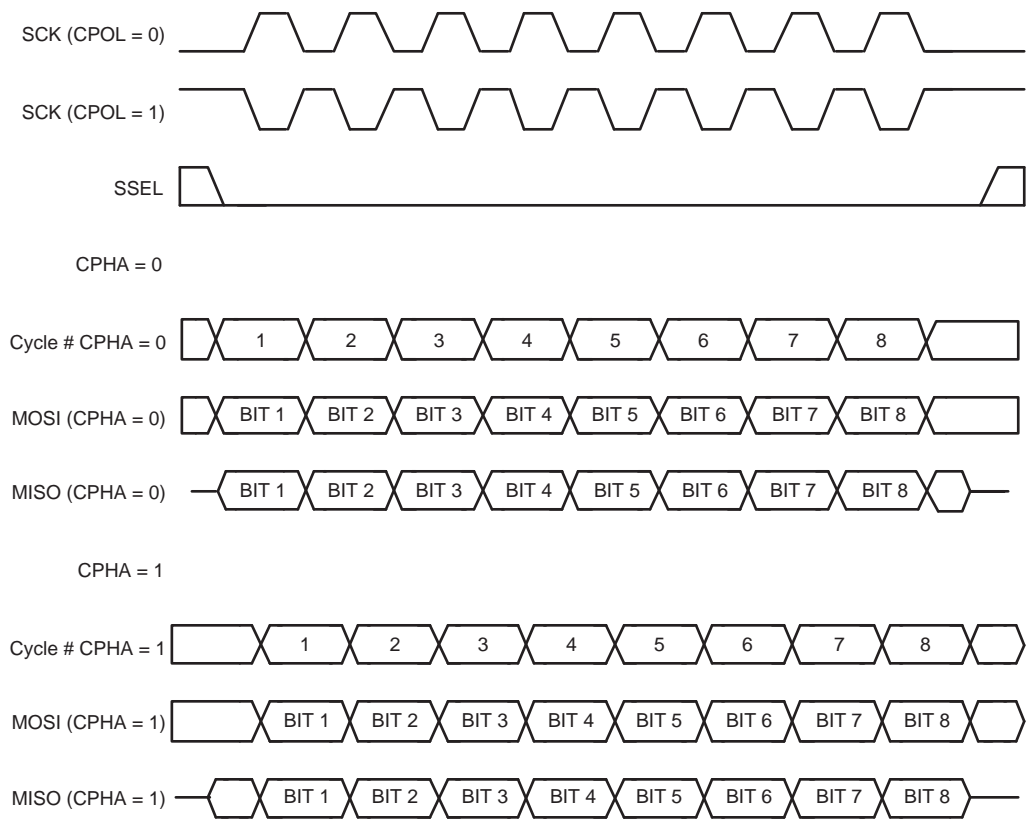 SCK (CPOL = 0)
SCK (CPOL = 1)
SSEL
CPHA = 0
Cycle # CPHA = 0 1 2 3 4 5 6 7 8
MOSI (CPHA = 0) BIT 1 BIT 2 BIT 3 BIT 4 BIT 5 BIT 6 BIT 7 BIT 8
MISO (CPHA = 0) BIT 1 BIT 2 BIT 3 BIT 4 BIT 5 BIT 6 BIT 7 BIT 8
CPHA = 1
Cycle # CPHA = 1 1 2 3 4 5 6 7 8
MOSI (CPHA = 1) BIT 1 BIT 2 BIT 3 BIT 4 BIT 5 BIT 6 BIT 7 BIT 8
MISO (CPHA = 1) BIT 1 BIT 2 BIT 3 BIT 4 BIT 5 BIT 6 BIT 7 BIT 8